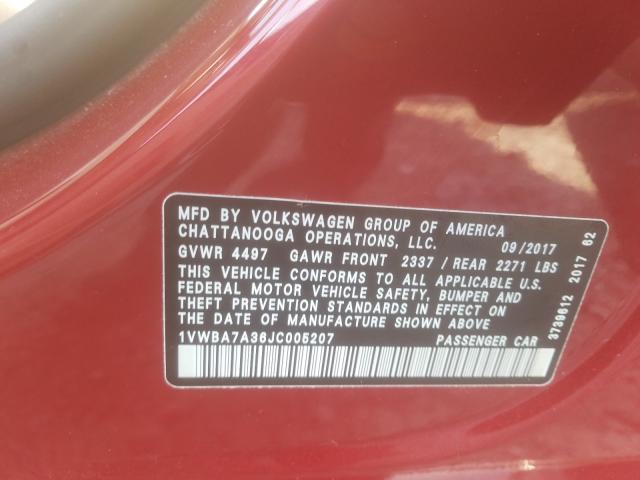 MFD BY VOLKSWAGEN GROUP OF AMERICA
CHATTANOOGA OPERATIONS, LLC. 09/2017
GVWR 4497 GAWR FRONT 2337 / REAR 2271 LBS
THIS VEHICLE CONFORMS TO ALL APPLICABLE U.S.
FEDERAL MOTOR VEHICLE SAFETY, BUMPER AND
THEFT PREVENTION STANDARDS IN EFFECT ON
THE DATE OF MANUFACTURE SHOWN ABOVE
1VWBA7A36JC005207 PASSENGER CAR
3739612 2017 62